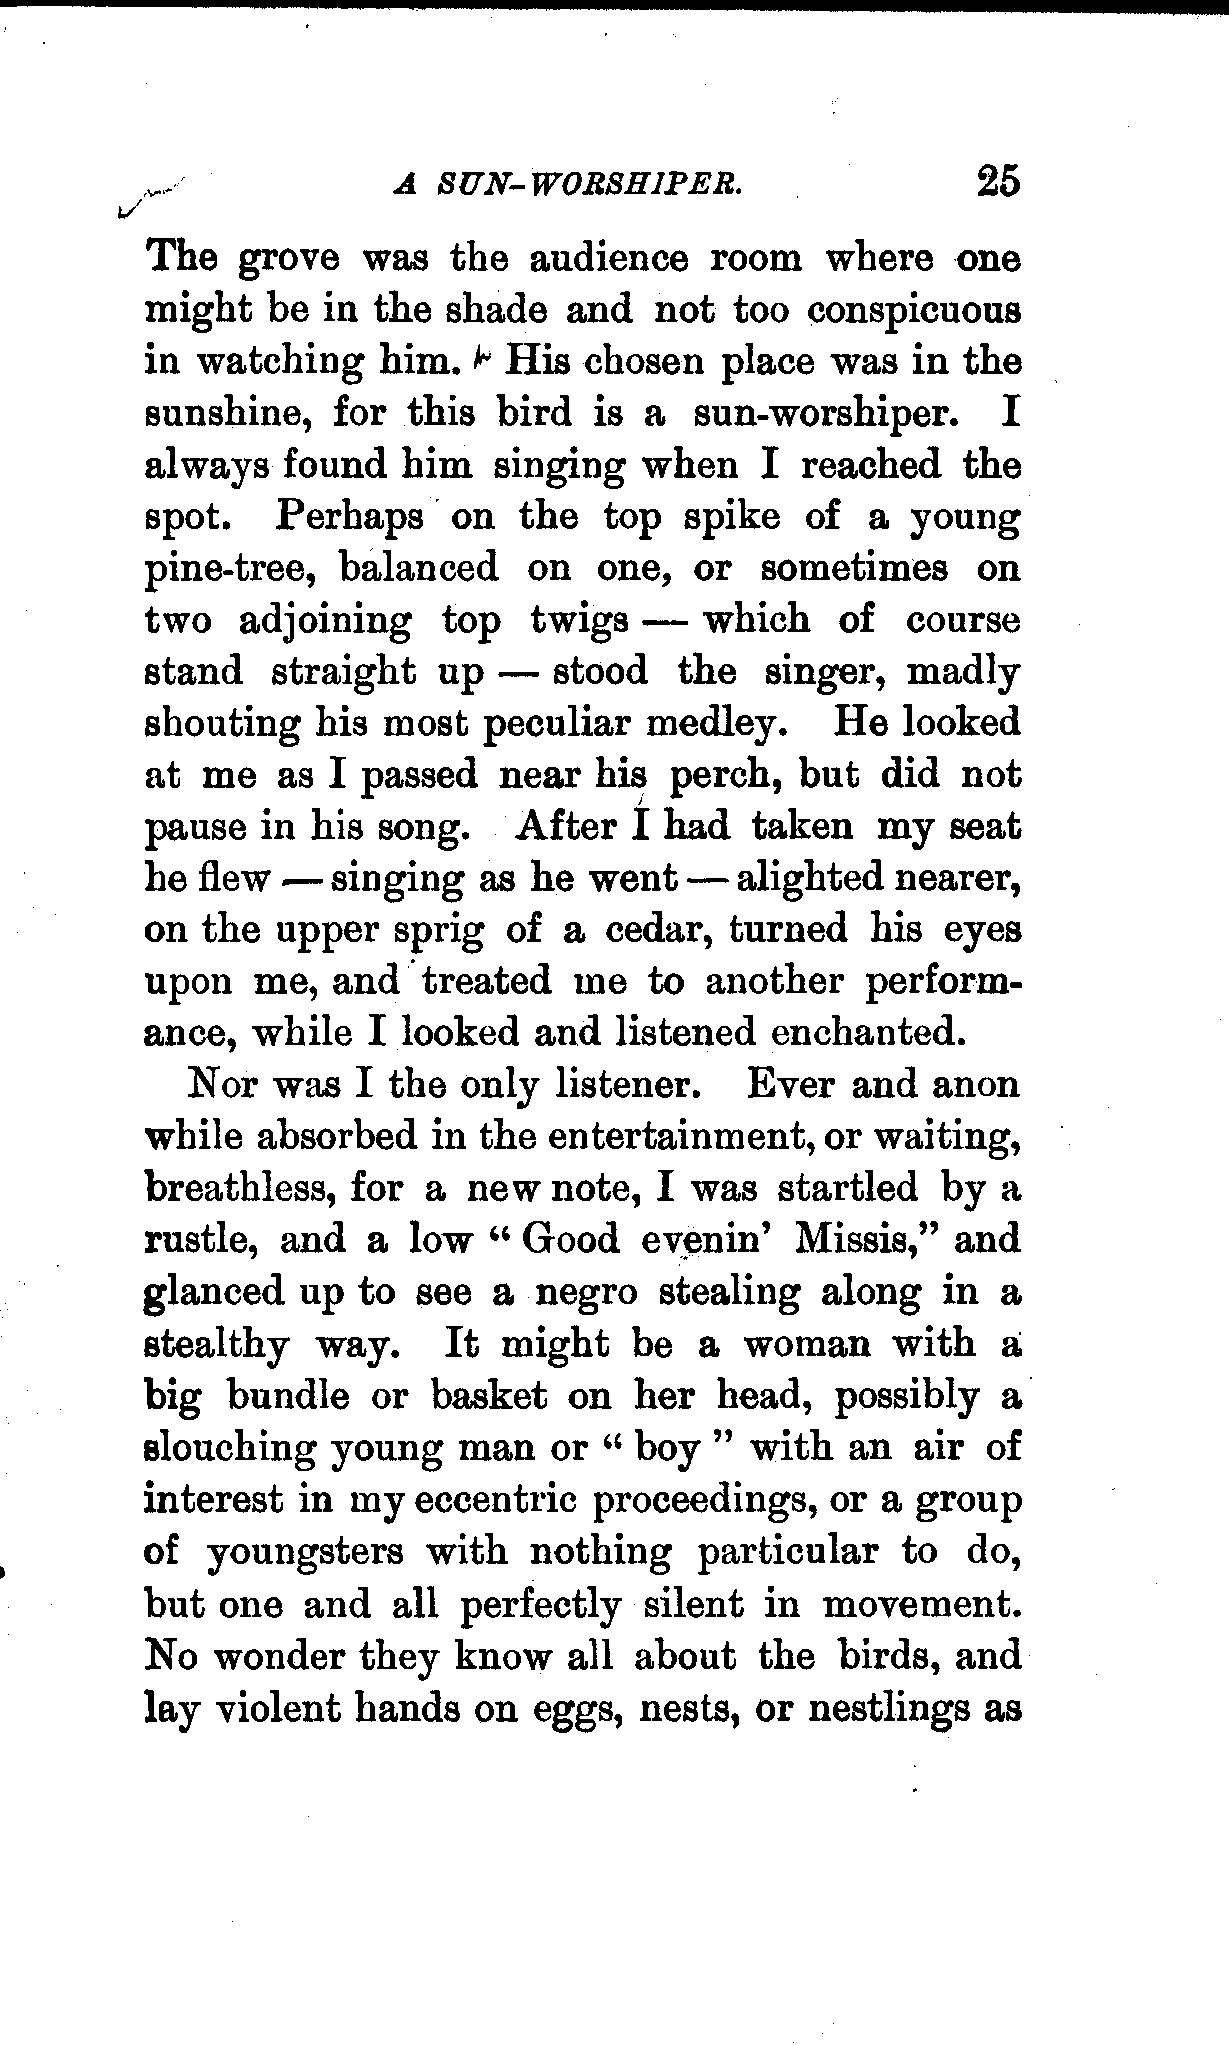 A SUN-WORSHIPER. 25
The grove was the audience room where one
might be in the shade and not too conspicuous
in watching him. His chosen place was in the
sunshine, for this bird is a sun-worshiper. I
always found him singing when I reached the
spot. Perhaps on the top spike of a young
pine-tree, balanced on one, or sometimes on
two adjoining top twigs — which of course
stand straight up — stood the singer, madly
shouting his most peculiar medley. He looked
at me as I passed near his perch, but did not
pause in his song. After I had taken my seat
he flew — singing as he went — alighted nearer,
on the upper sprig of a cedar, turned his eyes
upon me, and treated me to another perform-
ance, while I looked and listened enchanted.
Nor was I the only listener. Ever and anon
while absorbed in the entertainment, or waiting,
breathless, for a new note, I was startled by a
rustle, and a low “ Good evenin’ Missis,” and
glanced up to see a negro stealing along in a
stealthy way. It might be a woman with a
big bundle or basket on her head, possibly a
slouching young man or “ boy ” with an air of
interest in my eccentric proceedings, or a group
of youngsters with nothing particular to do,
but one and all perfectly silent in movement.
No wonder they know all about the birds, and
lay violent hands on eggs, nests, or nestlings as